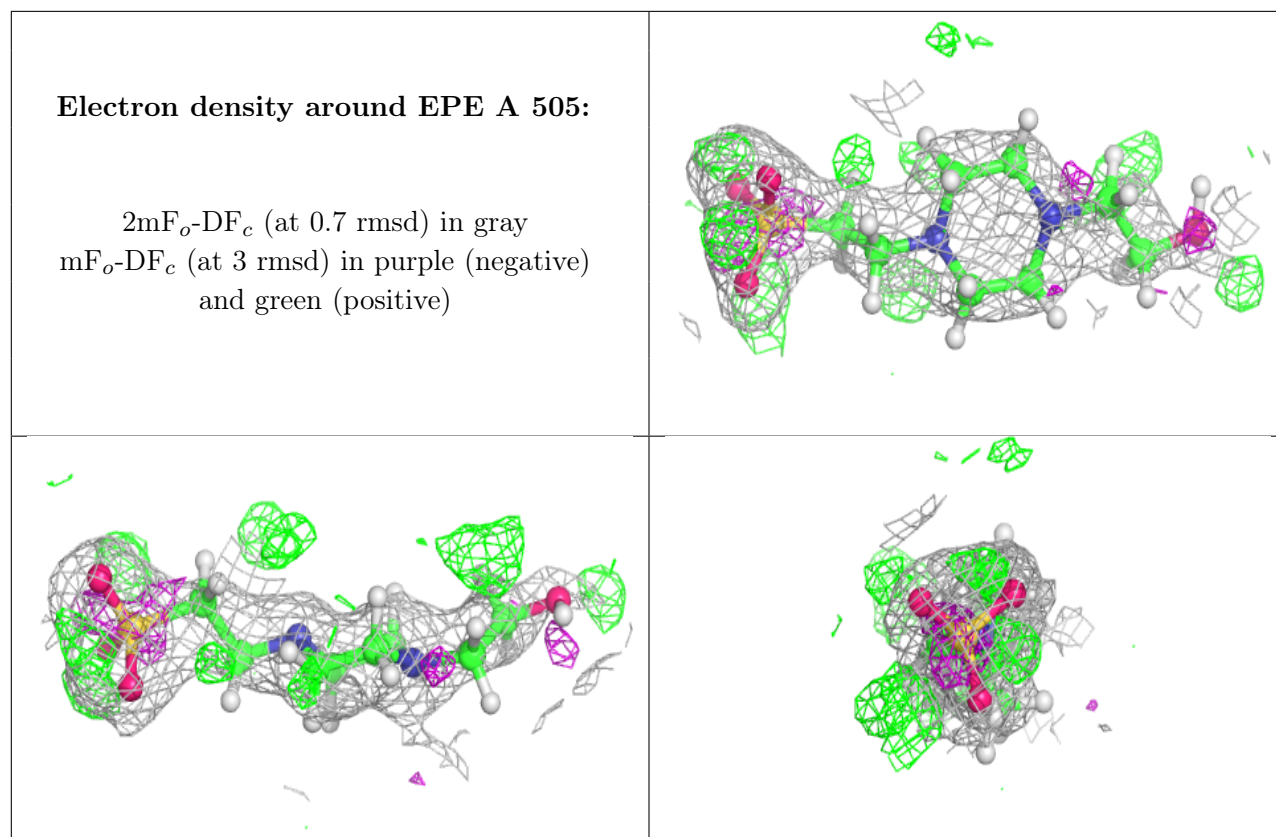 Electron density around EPE A 505:
2mFₒ-DF𝒸 (at 0.7 rmsd) in gray
mFₒ-DF𝒸 (at 3 rmsd) in purple (negative)
and green (positive)